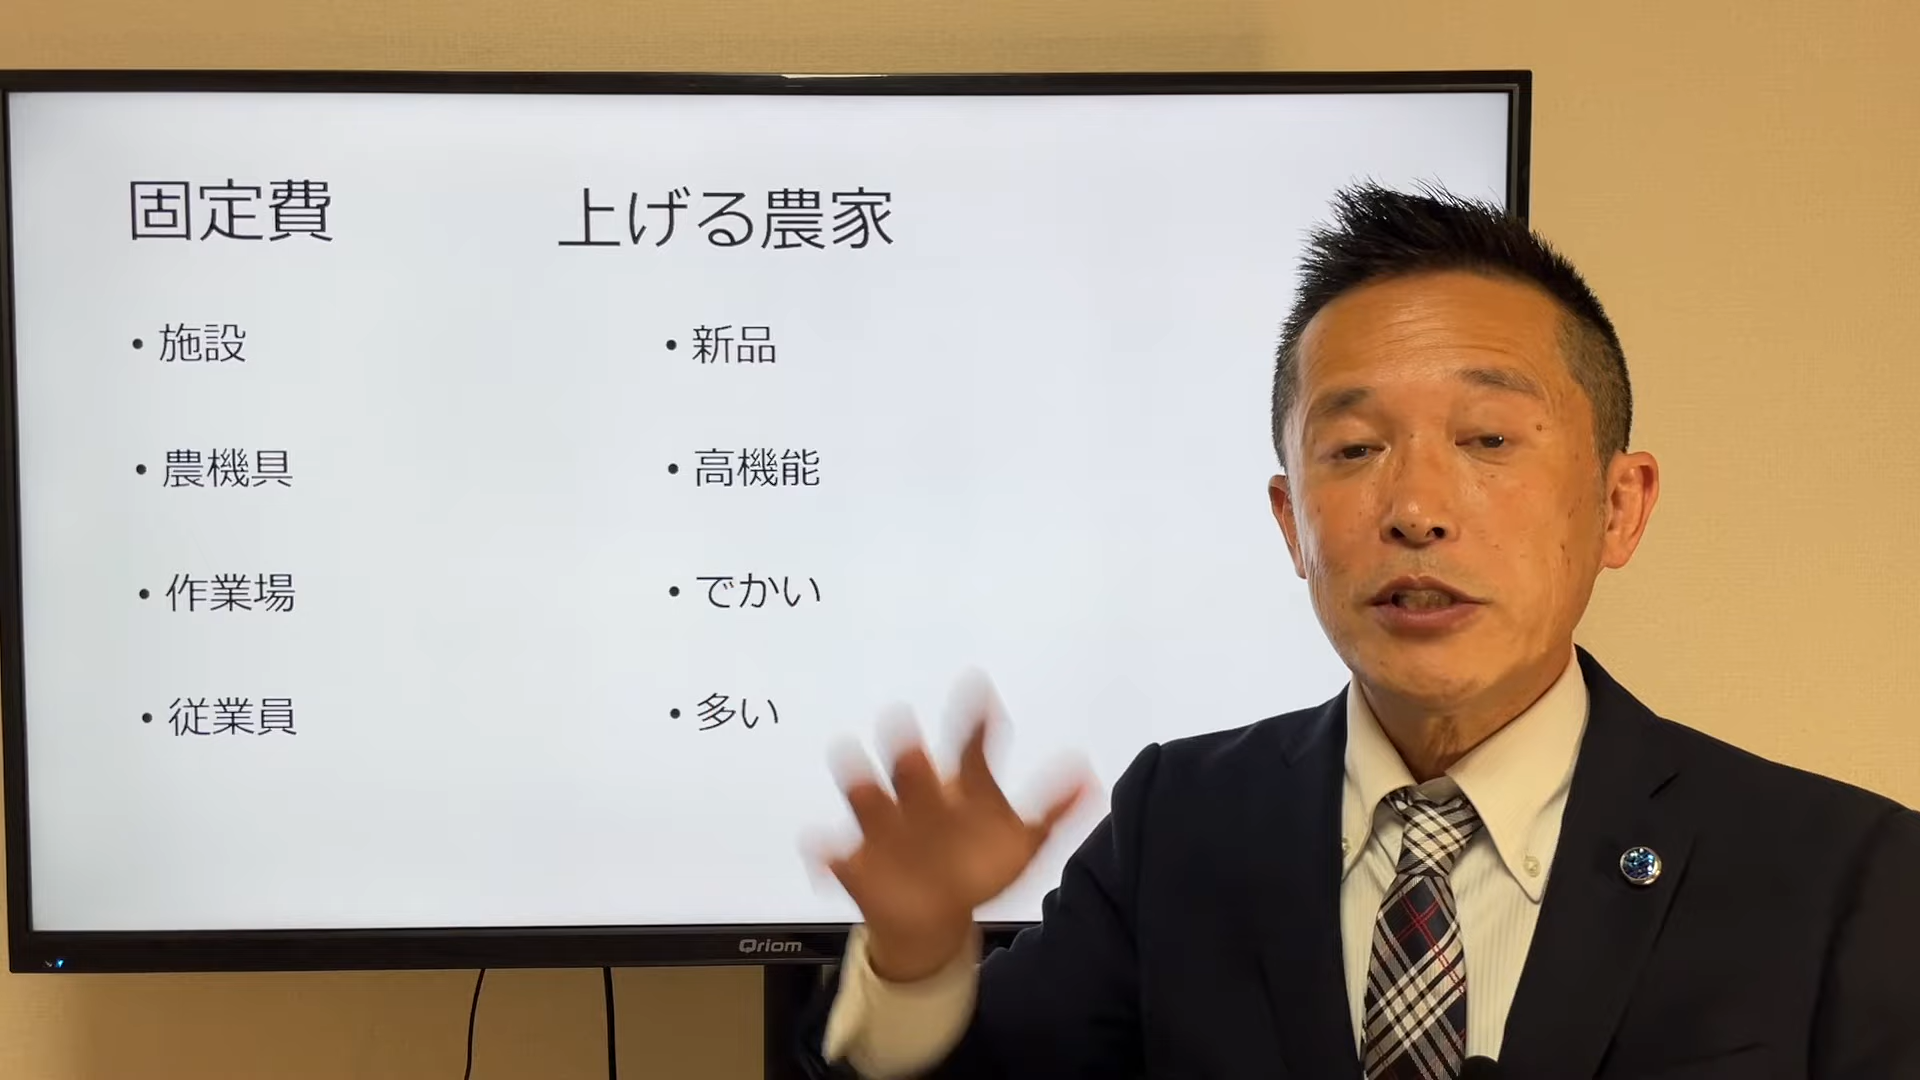 固定費
上げる農家
・施設
・新品
・農機具
・高機能
・作業場
・でかい
・従業員
・多い
Qriom